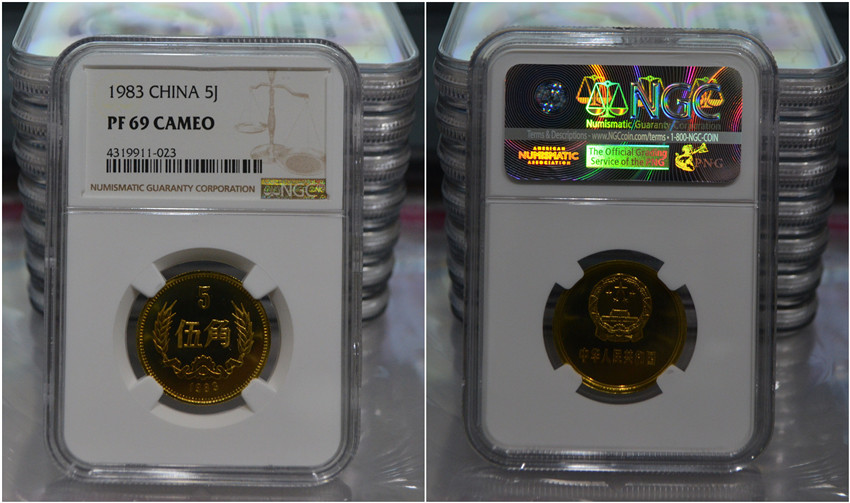 1983 CHINA 5J
PF 69 CAMEO
4319911-023
NUMISMATIC GUARANTY CORPORATION
NGC
5
伍角
1983
NGC
Numismatic Guaranty Corporation
Terms & Descriptions - www.NGCcoin.com/terms • 1-800-NGC-COIN
AMERICAN
NUMISMATIC
ASSOCIATION
The Official Grading
Service of the ANA
PNG
中华人民共和国